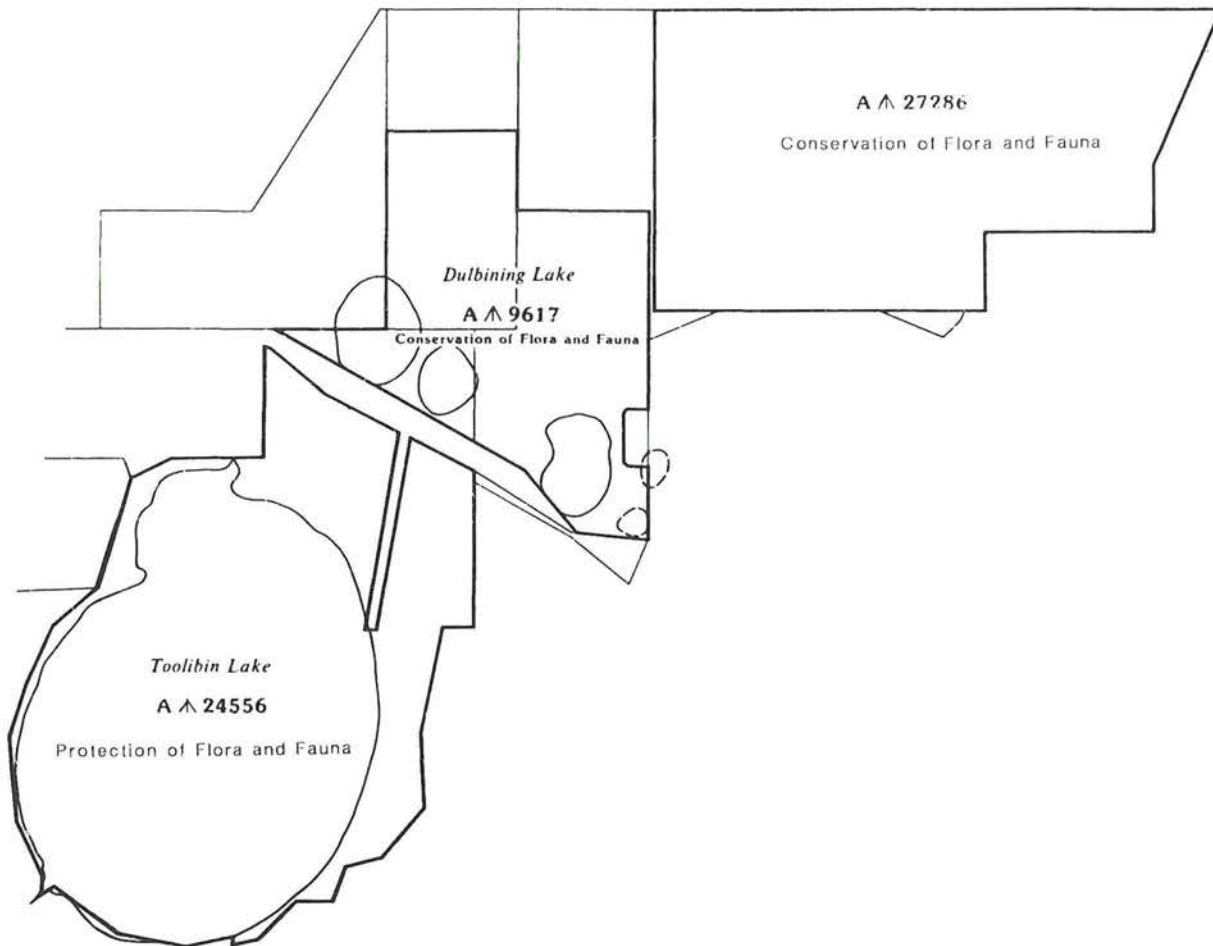 A ⩚ 27286
Conservation of Flora and Fauna
Dulbining Lake
A ⩚ 9617
Conservation of Flora and Fauna
Toolibin Lake
A ⩚ 24556
Protection of Flora and Fauna